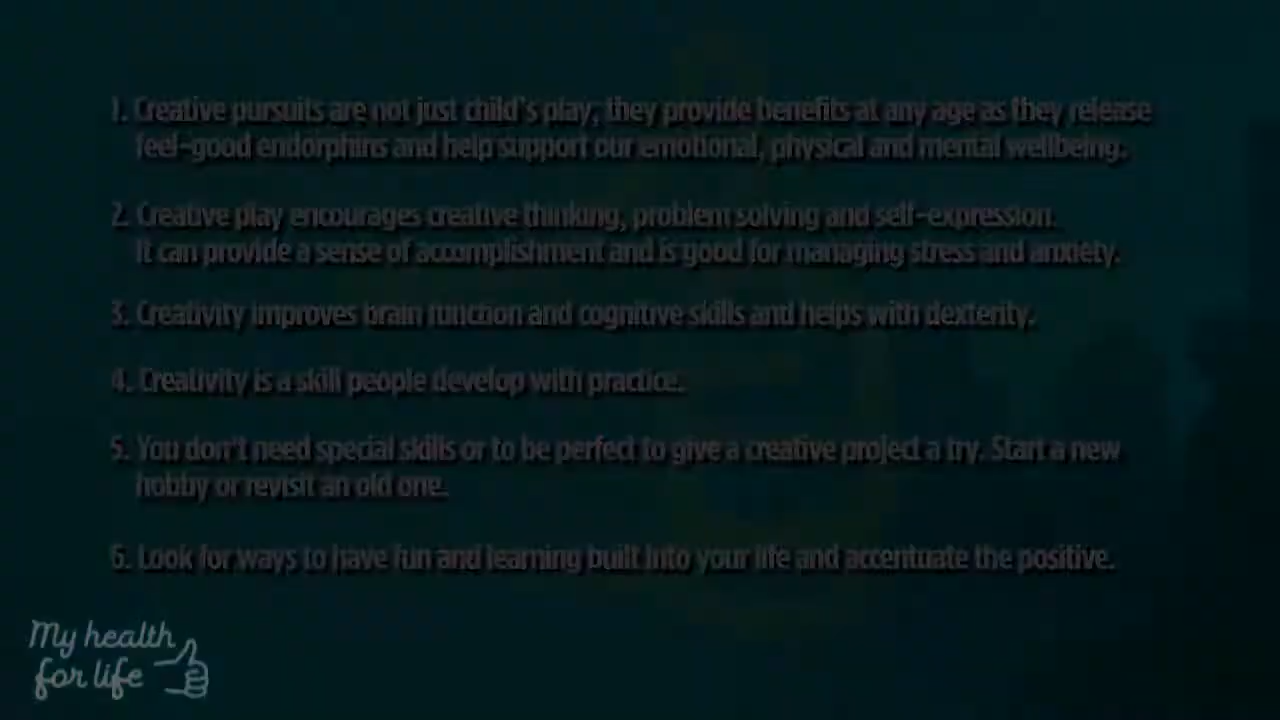 1. Creative pursuits are not just child's play; they provide benefits at any age as they release
feel-good endorphins and help support our emotional, physical and mental wellbeing.
2. Creative play encourages creative thinking, problem solving and self-expression.
It can provide a sense of accomplishment and is good for managing stress and anxiety.
3. Creativity improves brain function and cognitive skills and helps with dexterity.
4. Creativity is a skill people develop with practice.
5. You don't need special skills or to be perfect to give a creative project a try. Start a new
hobby or revisit an old one.
6. Look for ways to have fun and learning built into your life and accentuate the positive.
My health
for life